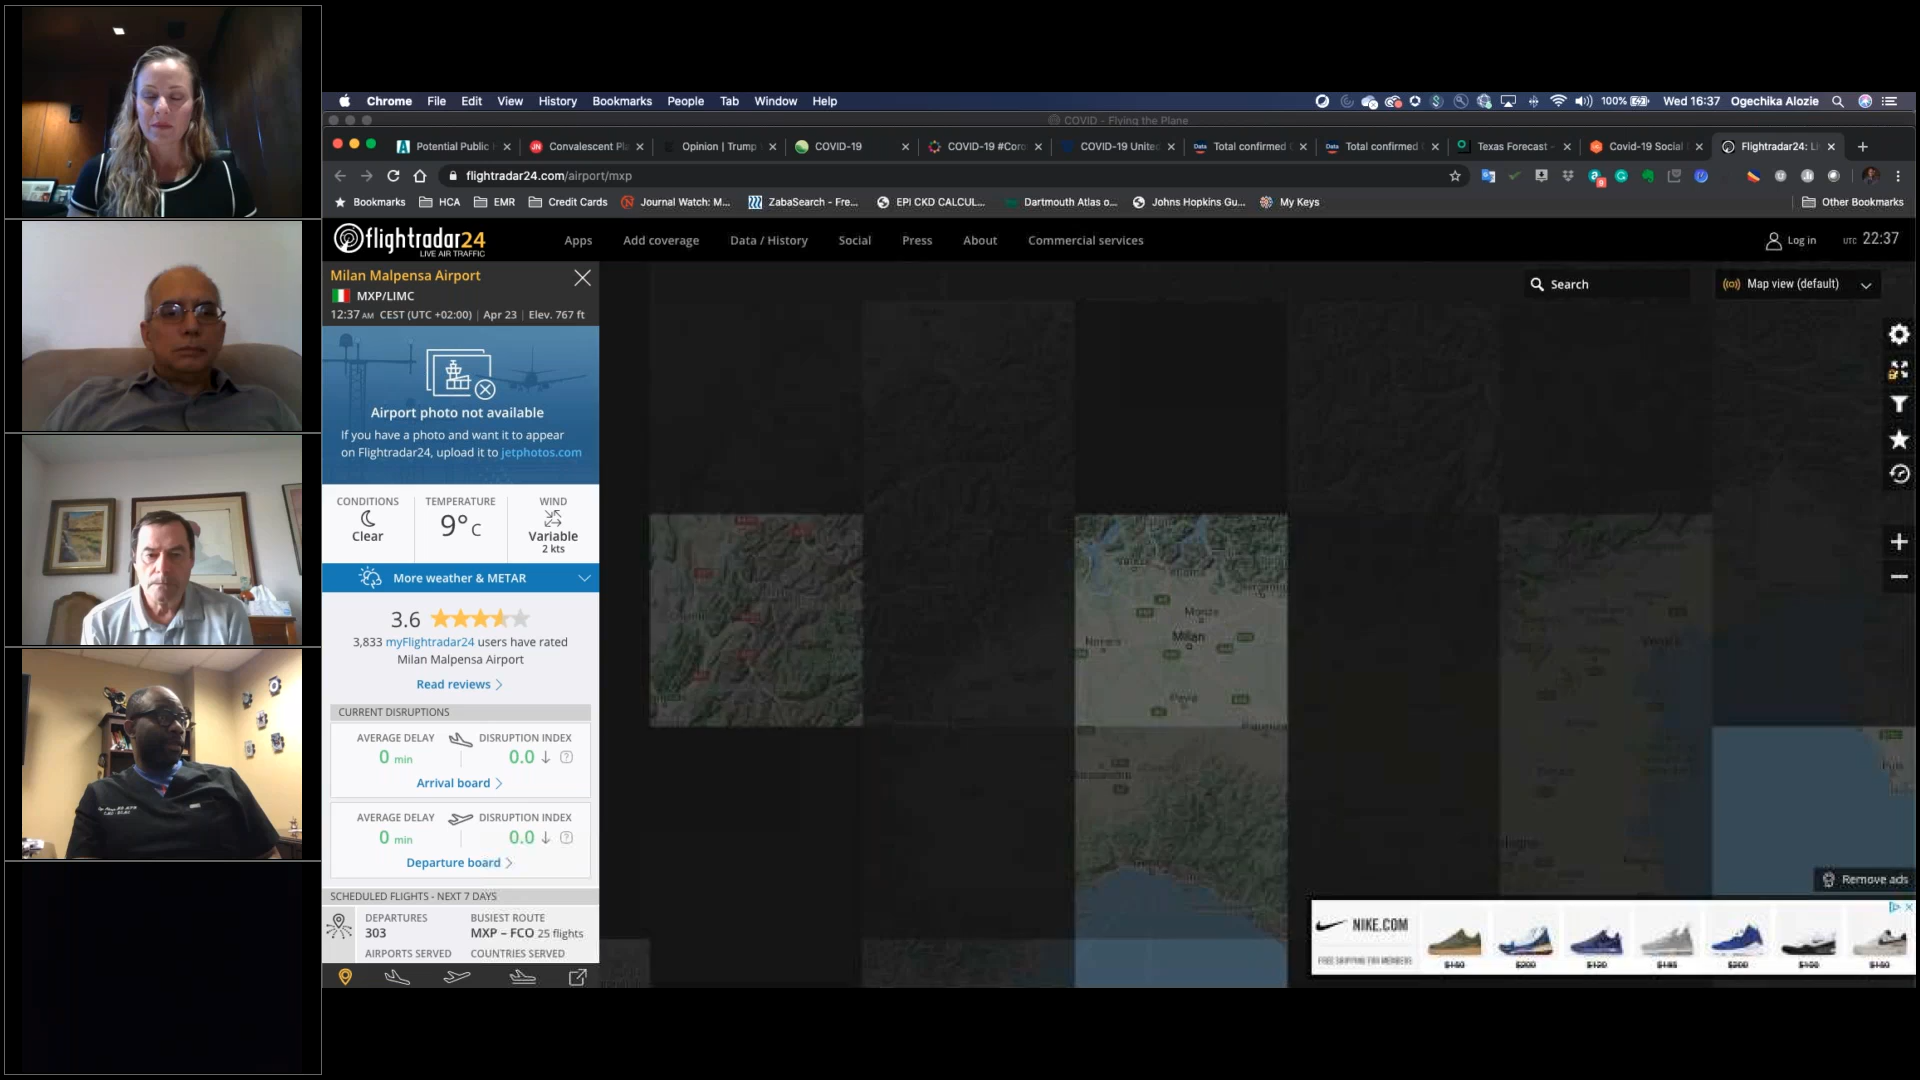 Chrome File Edit View History Bookmarks People Tab Window Help
100% Wed 16:37 Ogechika Alozie
COVID - Flying the Plane
Potential Public
Convalescent
Opinion | Trump
COVID-19
COVID-19
COVID-19
Total confirmed
Total confirmed
Texas Forecast
Covid-19 Social
Flightradar24:
flightradar24.com/airport/mxp
Bookmarks HCA EMR Credit Cards Journal Watch: M... ZabaSearch - Fre... EPI CKD CALCUL... Dartmouth Atlas o... Johns Hopkins Gu... My Keys Other Bookmarks
flightradar24
LIVE AIR TRAFFIC
Apps Add coverage Data / History Social Press About Commercial services
Log in UTC 22:37
Milan Malpensa Airport
MXP/LIMC
12:37 AM CEST (UTC +02:00) | Apr 23 | Elev. 767 ft
Search
Map view (default)
Airport photo not available
If you have a photo and want it to appear
on Flightradar24, upload it to jetphotos.com
CONDITIONS TEMPERATURE WIND
Clear 9° C Variable
2 kts
More weather & METAR
3.6
3,833 myFlightradar24 users have rated
Milan Malpensa Airport
Read reviews
CURRENT DISRUPTIONS
AVERAGE DELAY DISRUPTION INDEX
0 min 0.0
Arrival board
AVERAGE DELAY DISRUPTION INDEX
0 min 0.0
Departure board
SCHEDULED FLIGHTS - NEXT 7 DAYS
DEPARTURES BUSIEST ROUTE
303 MXP – FCO 25 flights
AIRPORTS SERVED COUNTRIES SERVED
Milan
Pavia
Remove ads
NIKE.COM
FREE SHIPPING FOR MEMBERS